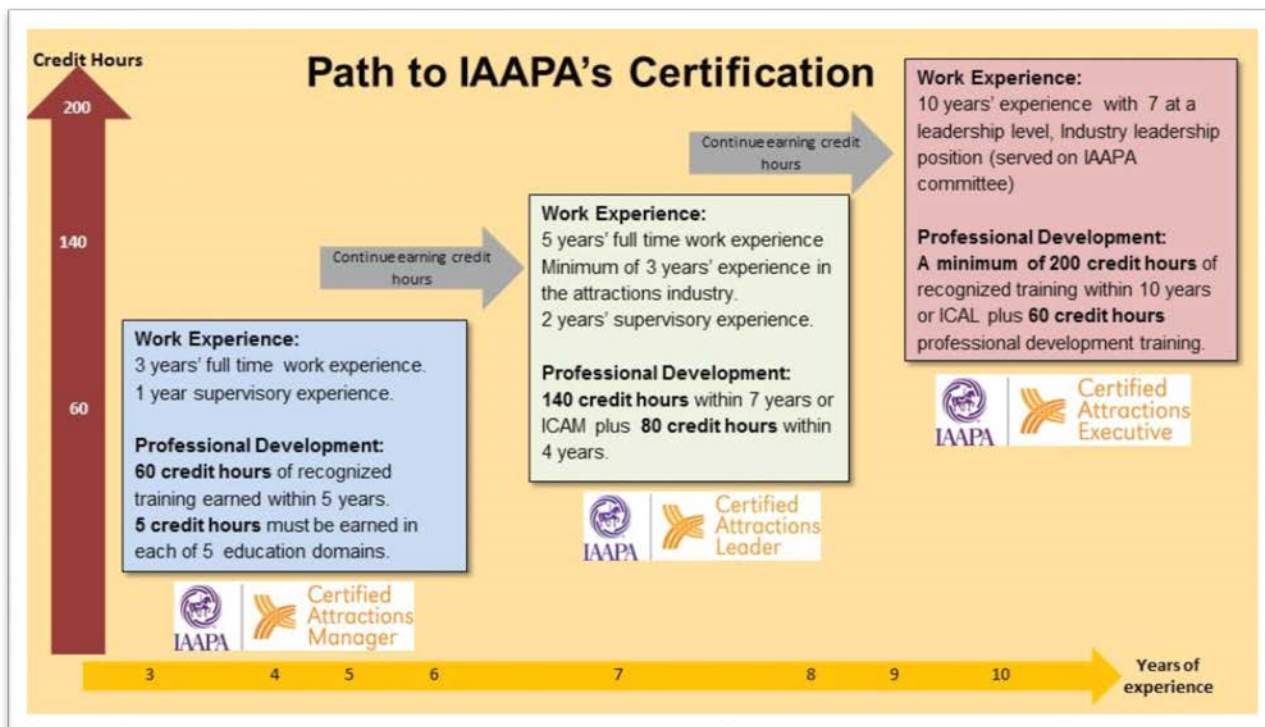 Path to IAAPA's Certification
Credit Hours
200
140
60
Work Experience:
3 years' full time work experience.
1 year supervisory experience.
Professional Development:
60 credit hours of recognized
training earned within 5 years.
5 credit hours must be earned in
each of 5 education domains.
IAAPA
Certified
Attractions
Manager
Continue earning credit
hours
Work Experience:
5 years' full time work experience
Minimum of 3 years' experience in
the attractions industry.
2 years' supervisory experience.
Professional Development:
140 credit hours within 7 years or
ICAM plus 80 credit hours within
4 years.
IAAPA
Certified
Attractions
Leader
Continue earning credit
hours
Work Experience:
10 years' experience with 7 at a
leadership level, Industry leadership
position (served on IAAPA
committee)
Professional Development:
A minimum of 200 credit hours of
recognized training within 10 years
or ICAL plus 60 credit hours
professional development training.
IAAPA
Certified
Attractions
Executive
3 4 5 6 7 8 9 10
Years of
experience